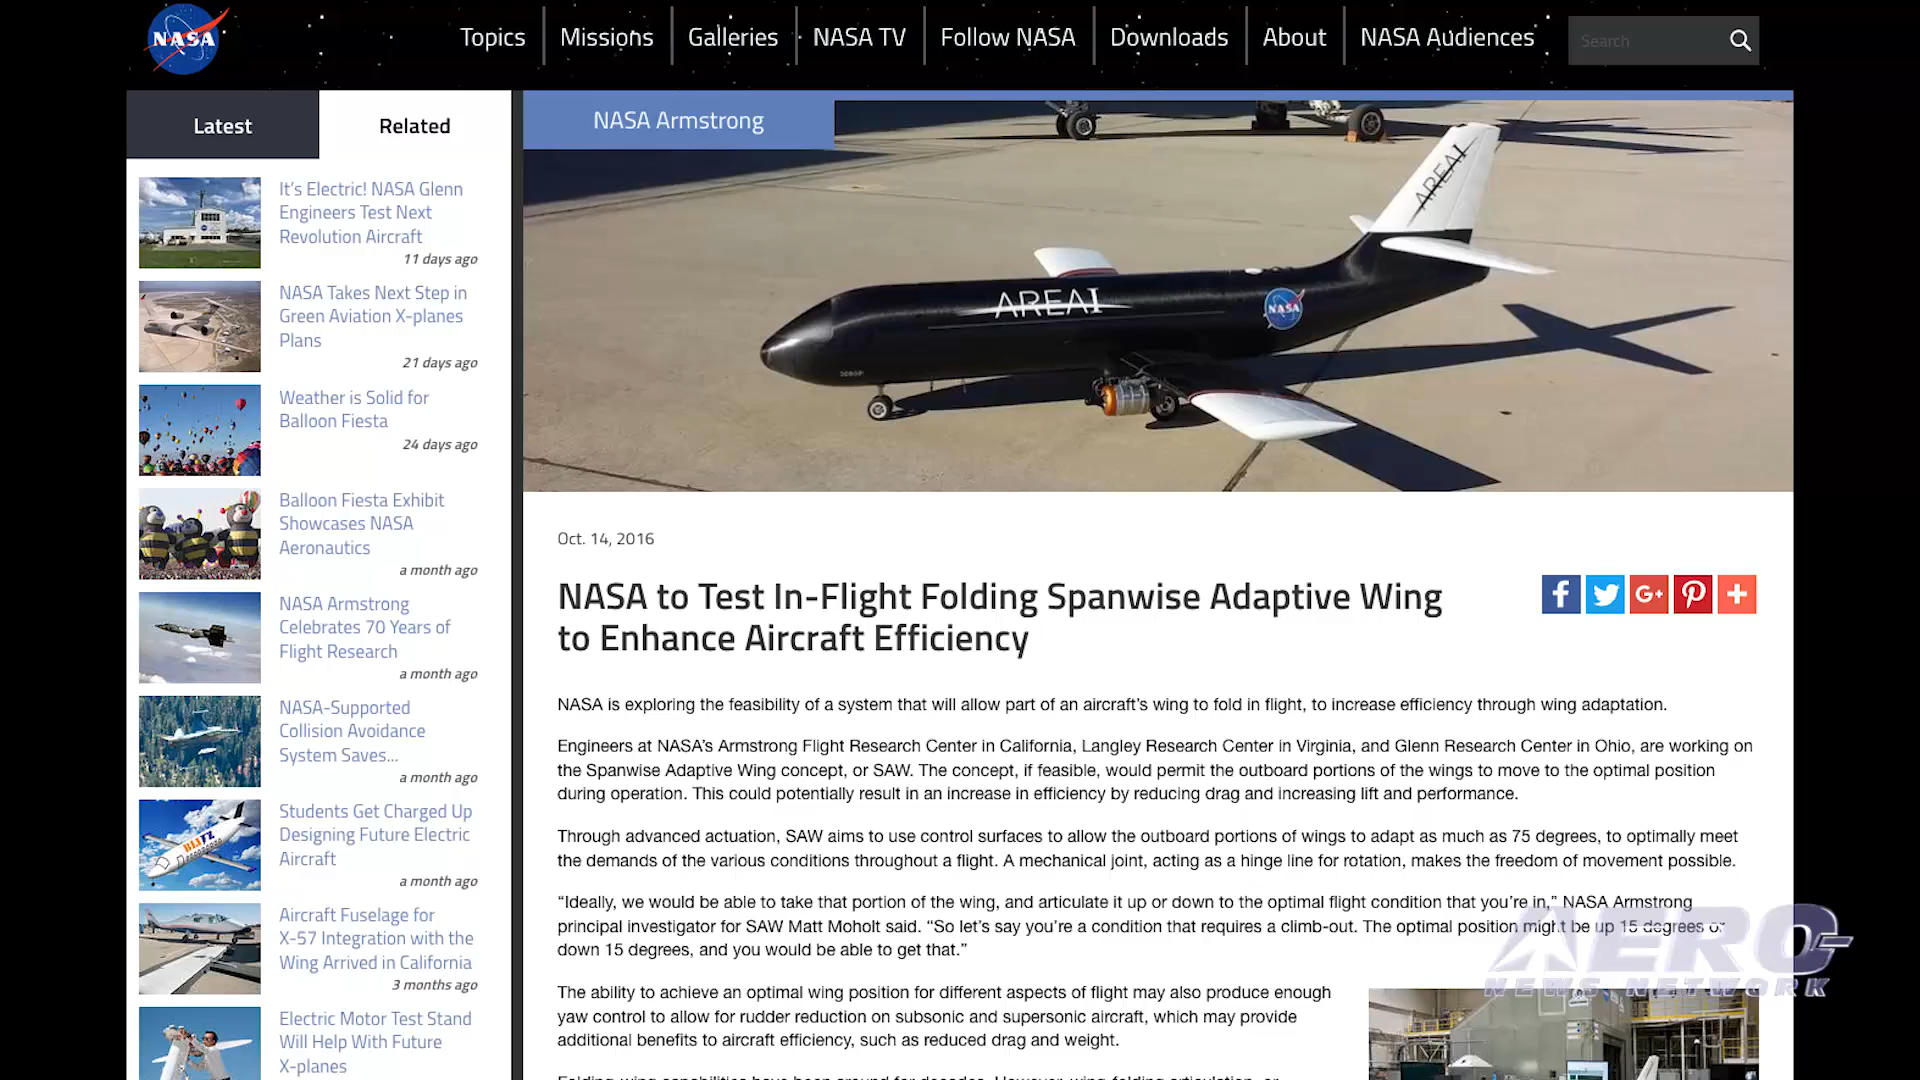 NASA
Topics
Missions
Galleries
NASA TV
Follow NASA
Downloads
About
NASA Audiences
Search
Latest
Related
It's Electric! NASA Glenn
Engineers Test Next
Revolution Aircraft
11 days ago
NASA Takes Next Step in
Green Aviation X-planes
Plans
21 days ago
Weather is Solid for
Balloon Fiesta
24 days ago
Balloon Fiesta Exhibit
Showcases NASA
Aeronautics
a month ago
NASA Armstrong
Celebrates 70 Years of
Flight Research
a month ago
NASA-Supported
Collision Avoidance
System Saves...
a month ago
Students Get Charged Up
Designing Future Electric
Aircraft
a month ago
BLITZ
Aircraft Fuselage for
X-57 Integration with the
Wing Arrived in California
3 months ago
Electric Motor Test Stand
Will Help With Future
X-planes
NASA Armstrong
AREAI
AREAI
NASA
Oct. 14, 2016
NASA to Test In-Flight Folding Spanwise Adaptive Wing
to Enhance Aircraft Efficiency
NASA is exploring the feasibility of a system that will allow part of an aircraft's wing to fold in flight, to increase efficiency through wing adaptation.
Engineers at NASA's Armstrong Flight Research Center in California, Langley Research Center in Virginia, and Glenn Research Center in Ohio, are working on
the Spanwise Adaptive Wing concept, or SAW. The concept, if feasible, would permit the outboard portions of the wings to move to the optimal position
during operation. This could potentially result in an increase in efficiency by reducing drag and increasing lift and performance.
Through advanced actuation, SAW aims to use control surfaces to allow the outboard portions of wings to adapt as much as 75 degrees, to optimally meet
the demands of the various conditions throughout a flight. A mechanical joint, acting as a hinge line for rotation, makes the freedom of movement possible.
“Ideally, we would be able to take that portion of the wing, and articulate it up or down to the optimal flight condition that you're in,” NASA Armstrong
principal investigator for SAW Matt Moholt said. “So let's say you're a condition that requires a climb-out. The optimal position might be up 15 degrees or
down 15 degrees, and you would be able to get that.”
The ability to achieve an optimal wing position for different aspects of flight may also produce enough
yaw control to allow for rudder reduction on subsonic and supersonic aircraft, which may provide
additional benefits to aircraft efficiency, such as reduced drag and weight.
AERO
NEWS NETWORK